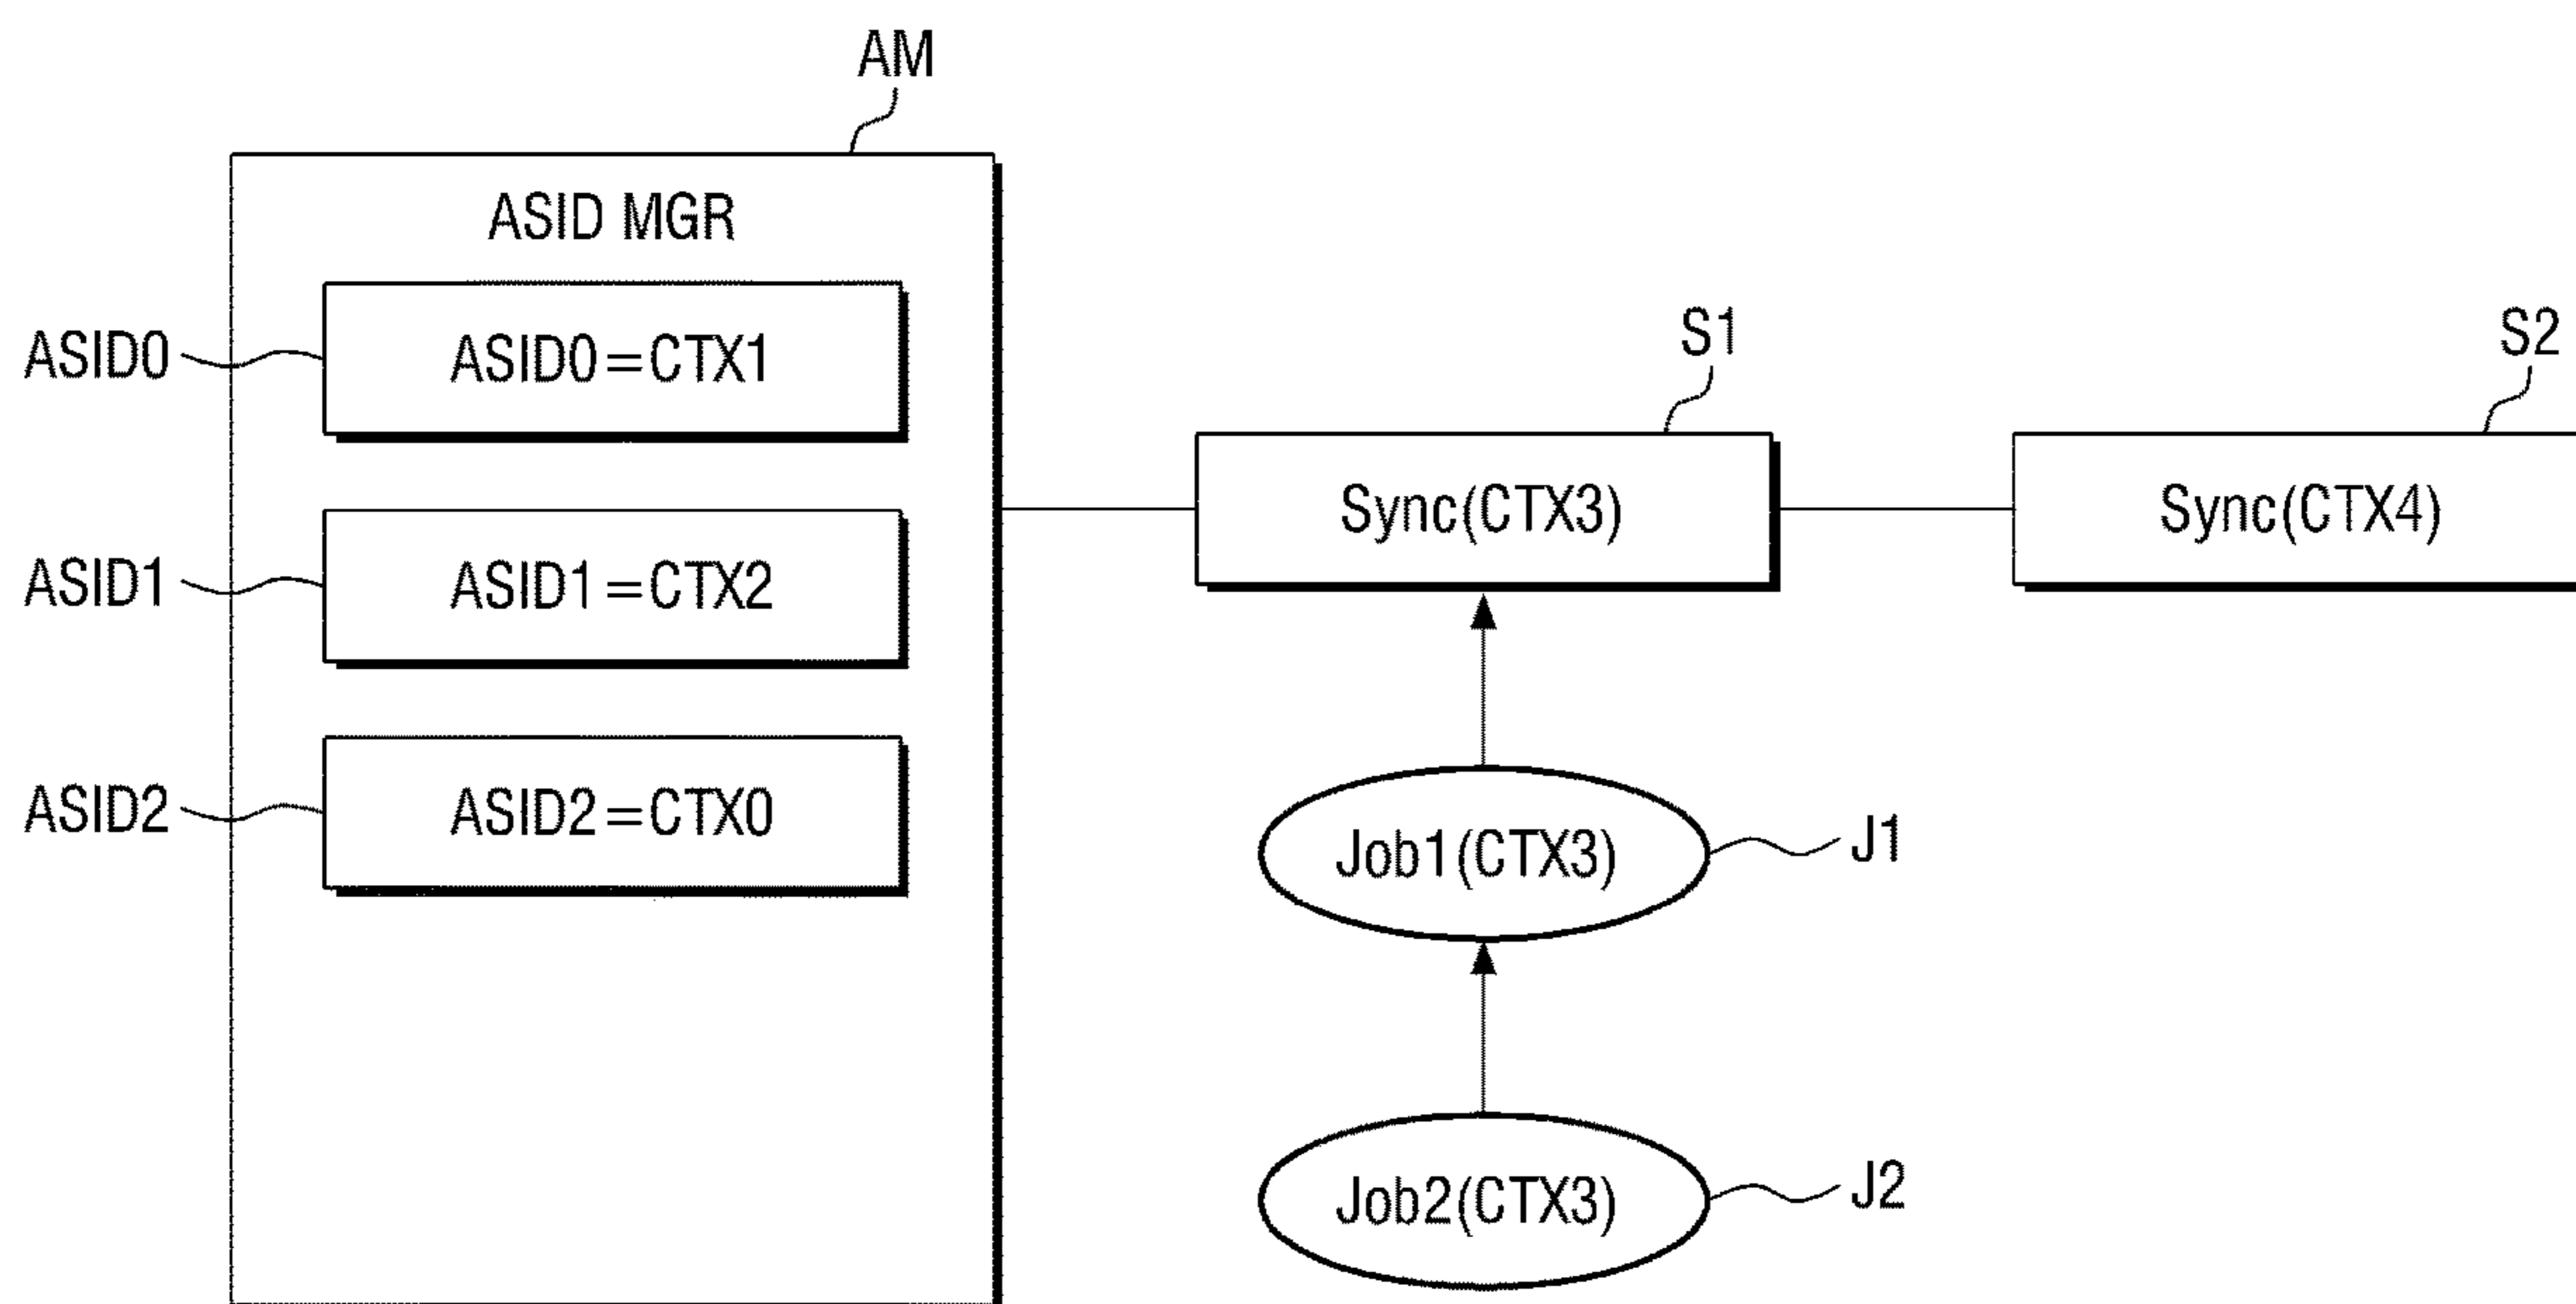 AM
ASID MGR
ASID0
ASID0=CTX1
S1
S2
Sync(CTX3)
Sync(CTX4)
ASID1
ASID1=CTX2
ASID2
ASID2=CTX0
Job1(CTX3)
J1
Job2(CTX3)
J2